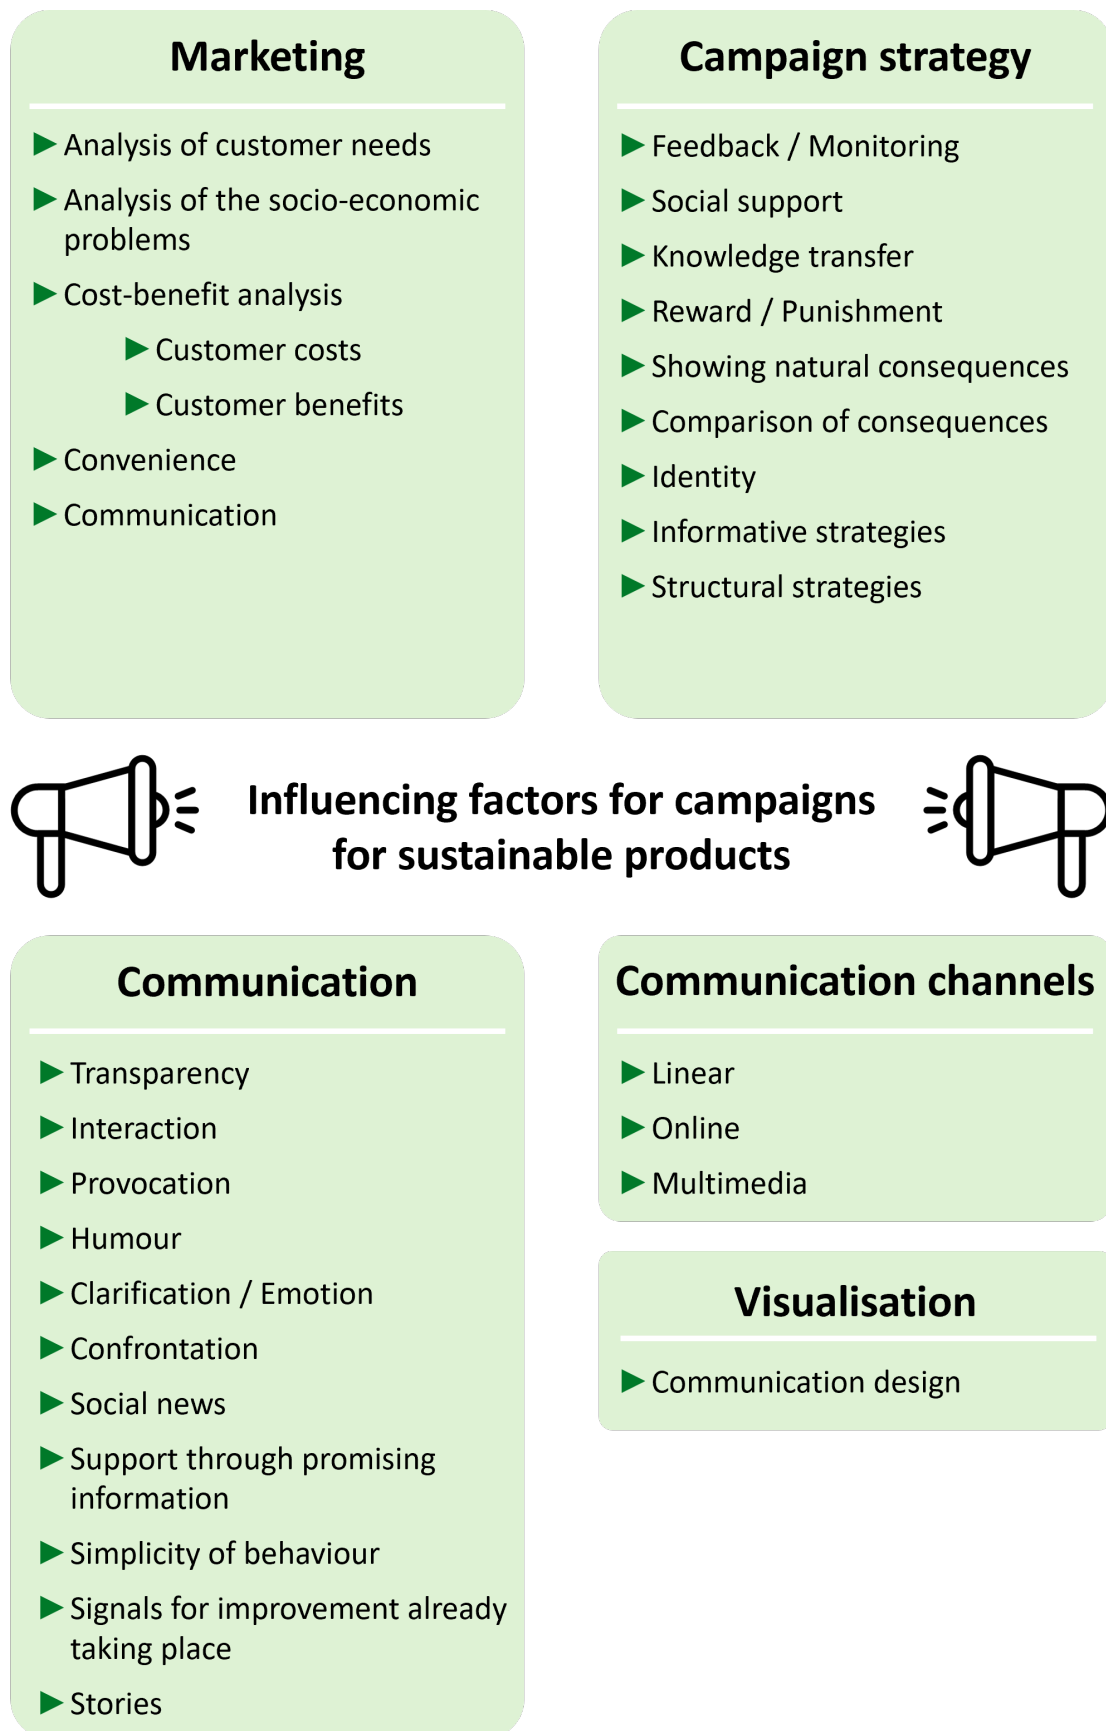 Marketing
Analysis of customer needs
Analysis of the socio-economic
problems
Cost-benefit analysis
Customer costs
Customer benefits
Convenience
Communication
Campaign strategy
Feedback / Monitoring
Social support
Knowledge transfer
Reward / Punishment
Showing natural consequences
Comparison of consequences
Identity
Informative strategies
Structural strategies
Influencing factors for campaigns
for sustainable products
Communication
Transparency
Interaction
Provocation
Humour
Clarification / Emotion
Confrontation
Social news
Support through promising
information
Simplicity of behaviour
Signals for improvement already
taking place
Stories
Communication channels
Linear
Online
Multimedia
Visualisation
Communication design